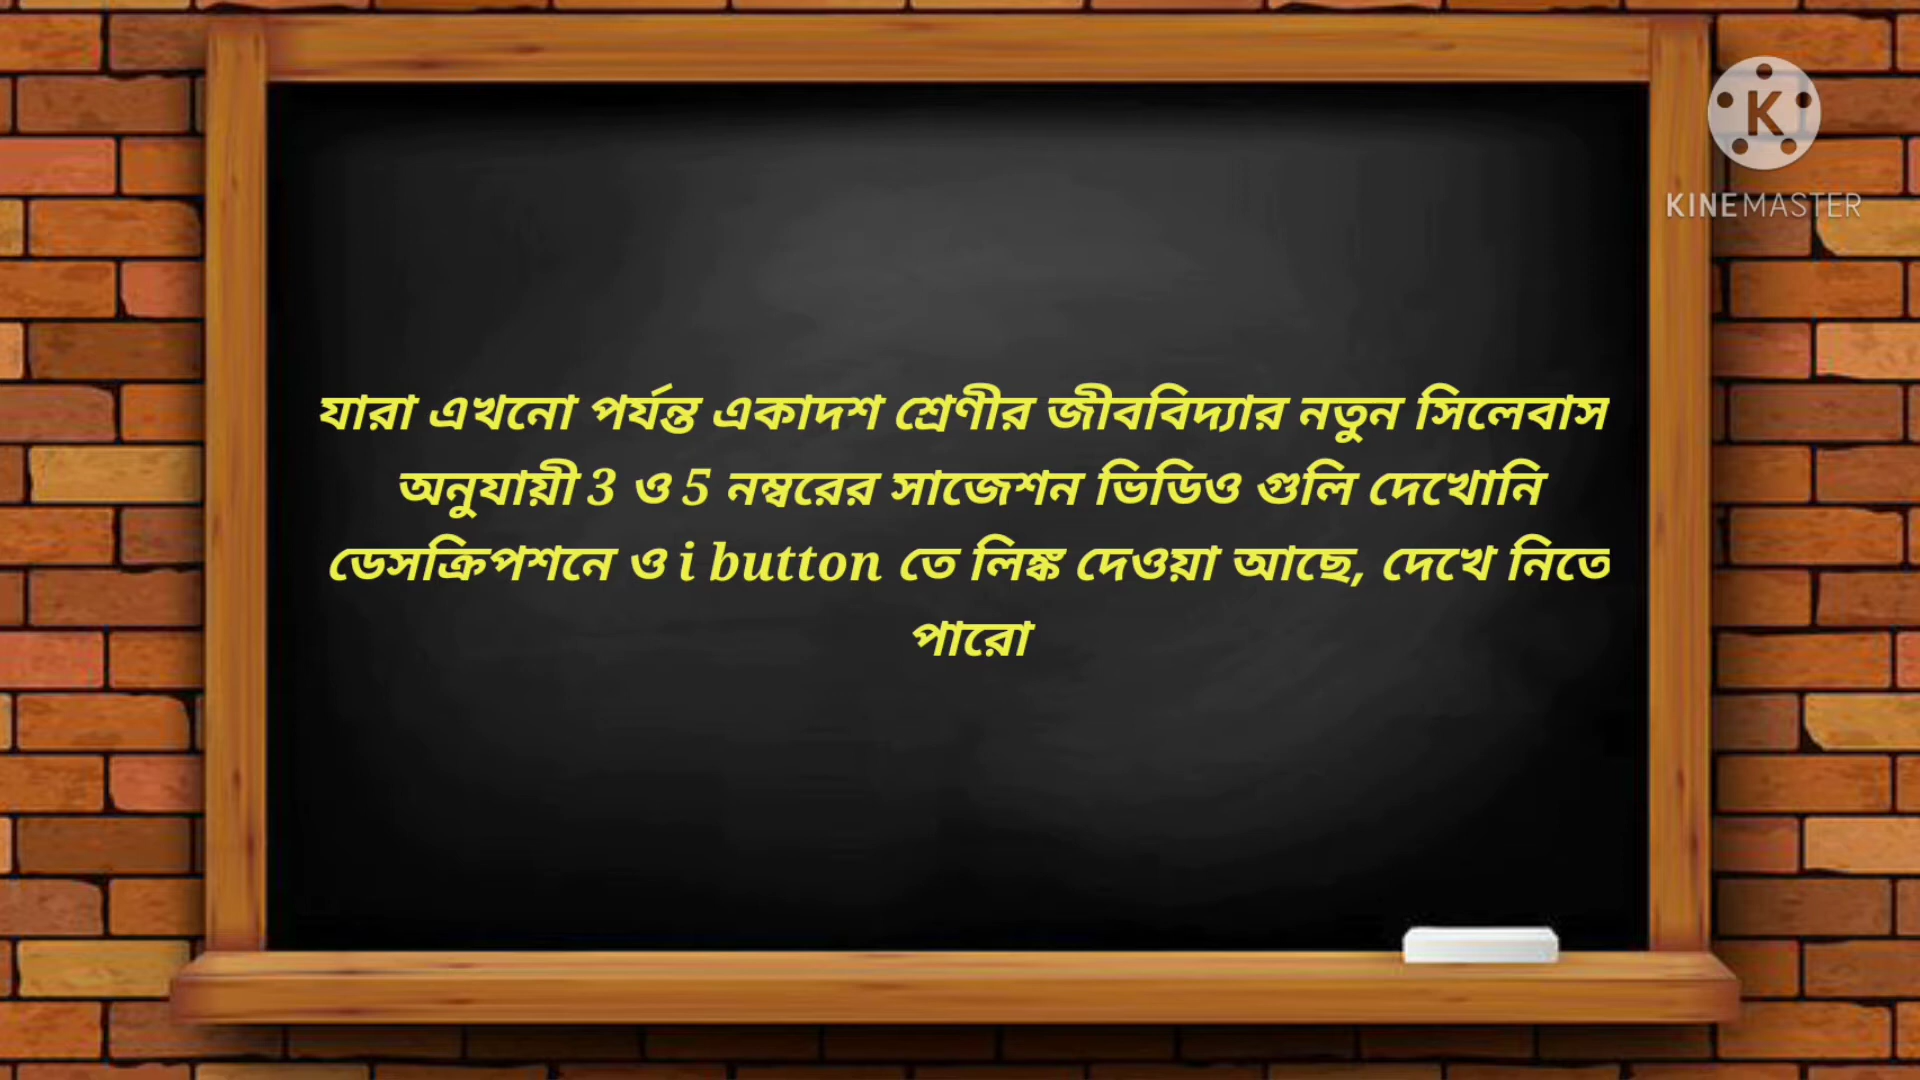 KINEMASTER
যারা এখনো পর্যন্ত একাদশ শ্রেণীর জীববিদ্যার নতুন সিলেবাস
অনুযায়ী 3 ও 5 নম্বরের সাজেশন ভিডিও গুলি দেখোনি
ডেসক্রিপশনে ও i button তে লিঙ্ক দেওয়া আছে, দেখে নিতে
পারো